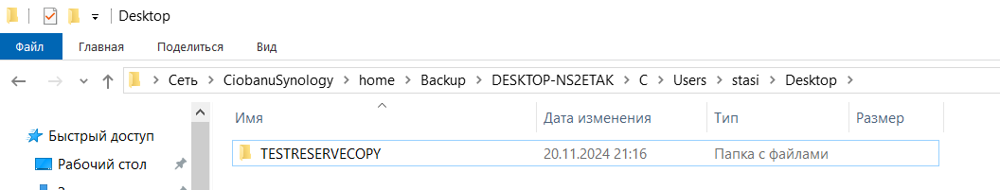 Desktop
Файл Главная Поделиться Вид
Сеть CiobanuSynology home Backup DESKTOP-NS2ETAK C Users stasi Desktop
Имя Дата изменения Тип Размер
Быстрый доступ
TESTRESERVECOPY 20.11.2024 21:16 Папка с файлами
Рабочий стол